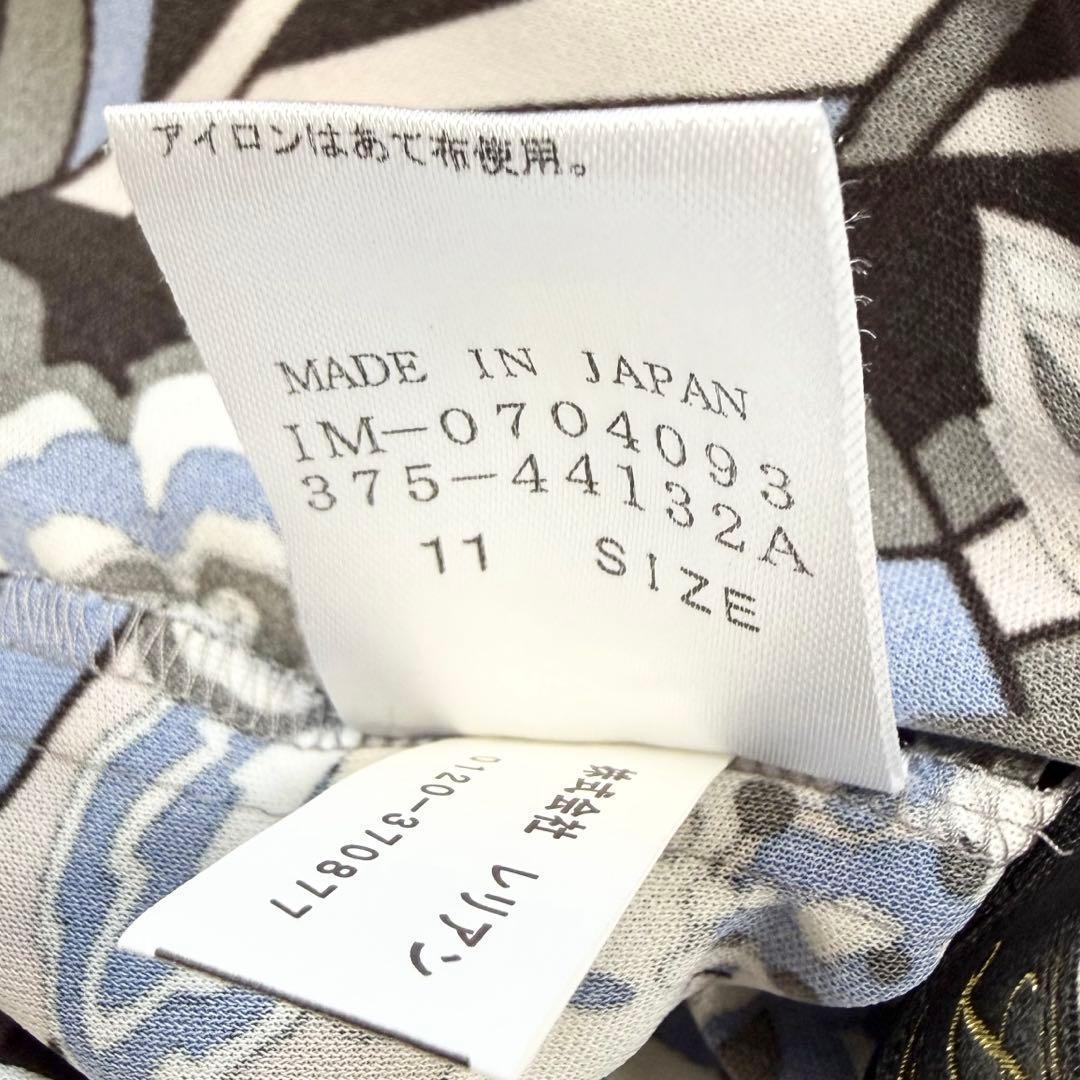 アイロンはあて布使用。
MADE IN JAPAN
IM-0704093
375-44132A
11 SIZE
株式会社 レリアン
0120-370877